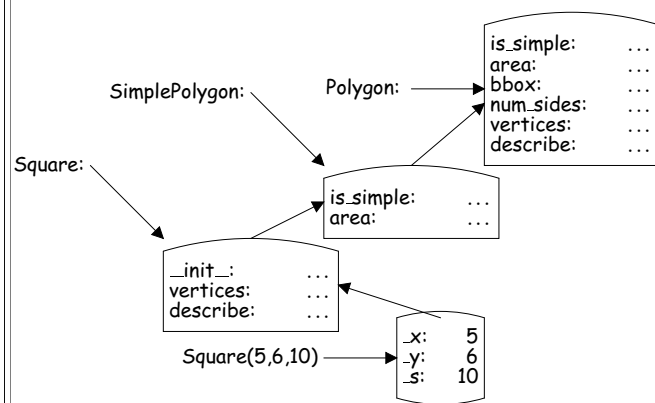 is_simple: ...
area: ...
bbox: ...
num_sides: ...
vertices: ...
describe: ...
Polygon:
SimplePolygon:
Square:
is_simple: ...
area: ...
__init__: ...
vertices: ...
describe: ...
_x: 5
_y: 6
_s: 10
Square(5,6,10)